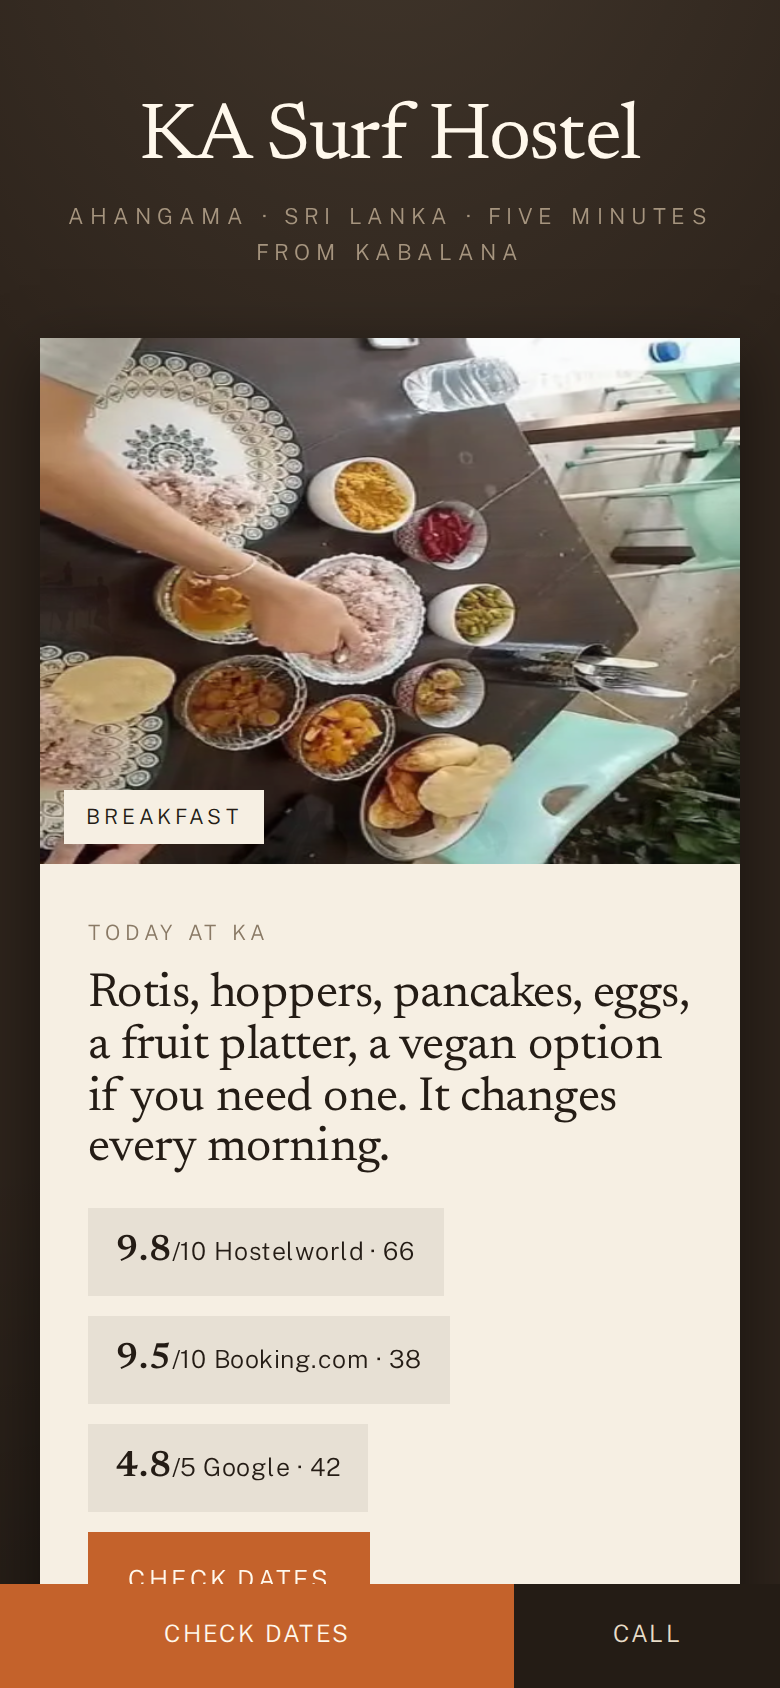 KA Surf Hostel
AHANGAMA · SRI LANKA · FIVE MINUTES
FROM KABALANA
BREAKFAST
TODAY AT KA
Rotis, hoppers, pancakes, eggs,
a fruit platter, a vegan option
if you need one. It changes
every morning.
9.8/10 Hostelworld · 66
9.5/10 Booking.com · 38
4.8/5 Google · 42
CHECK DATES
CHECK DATES
CALL